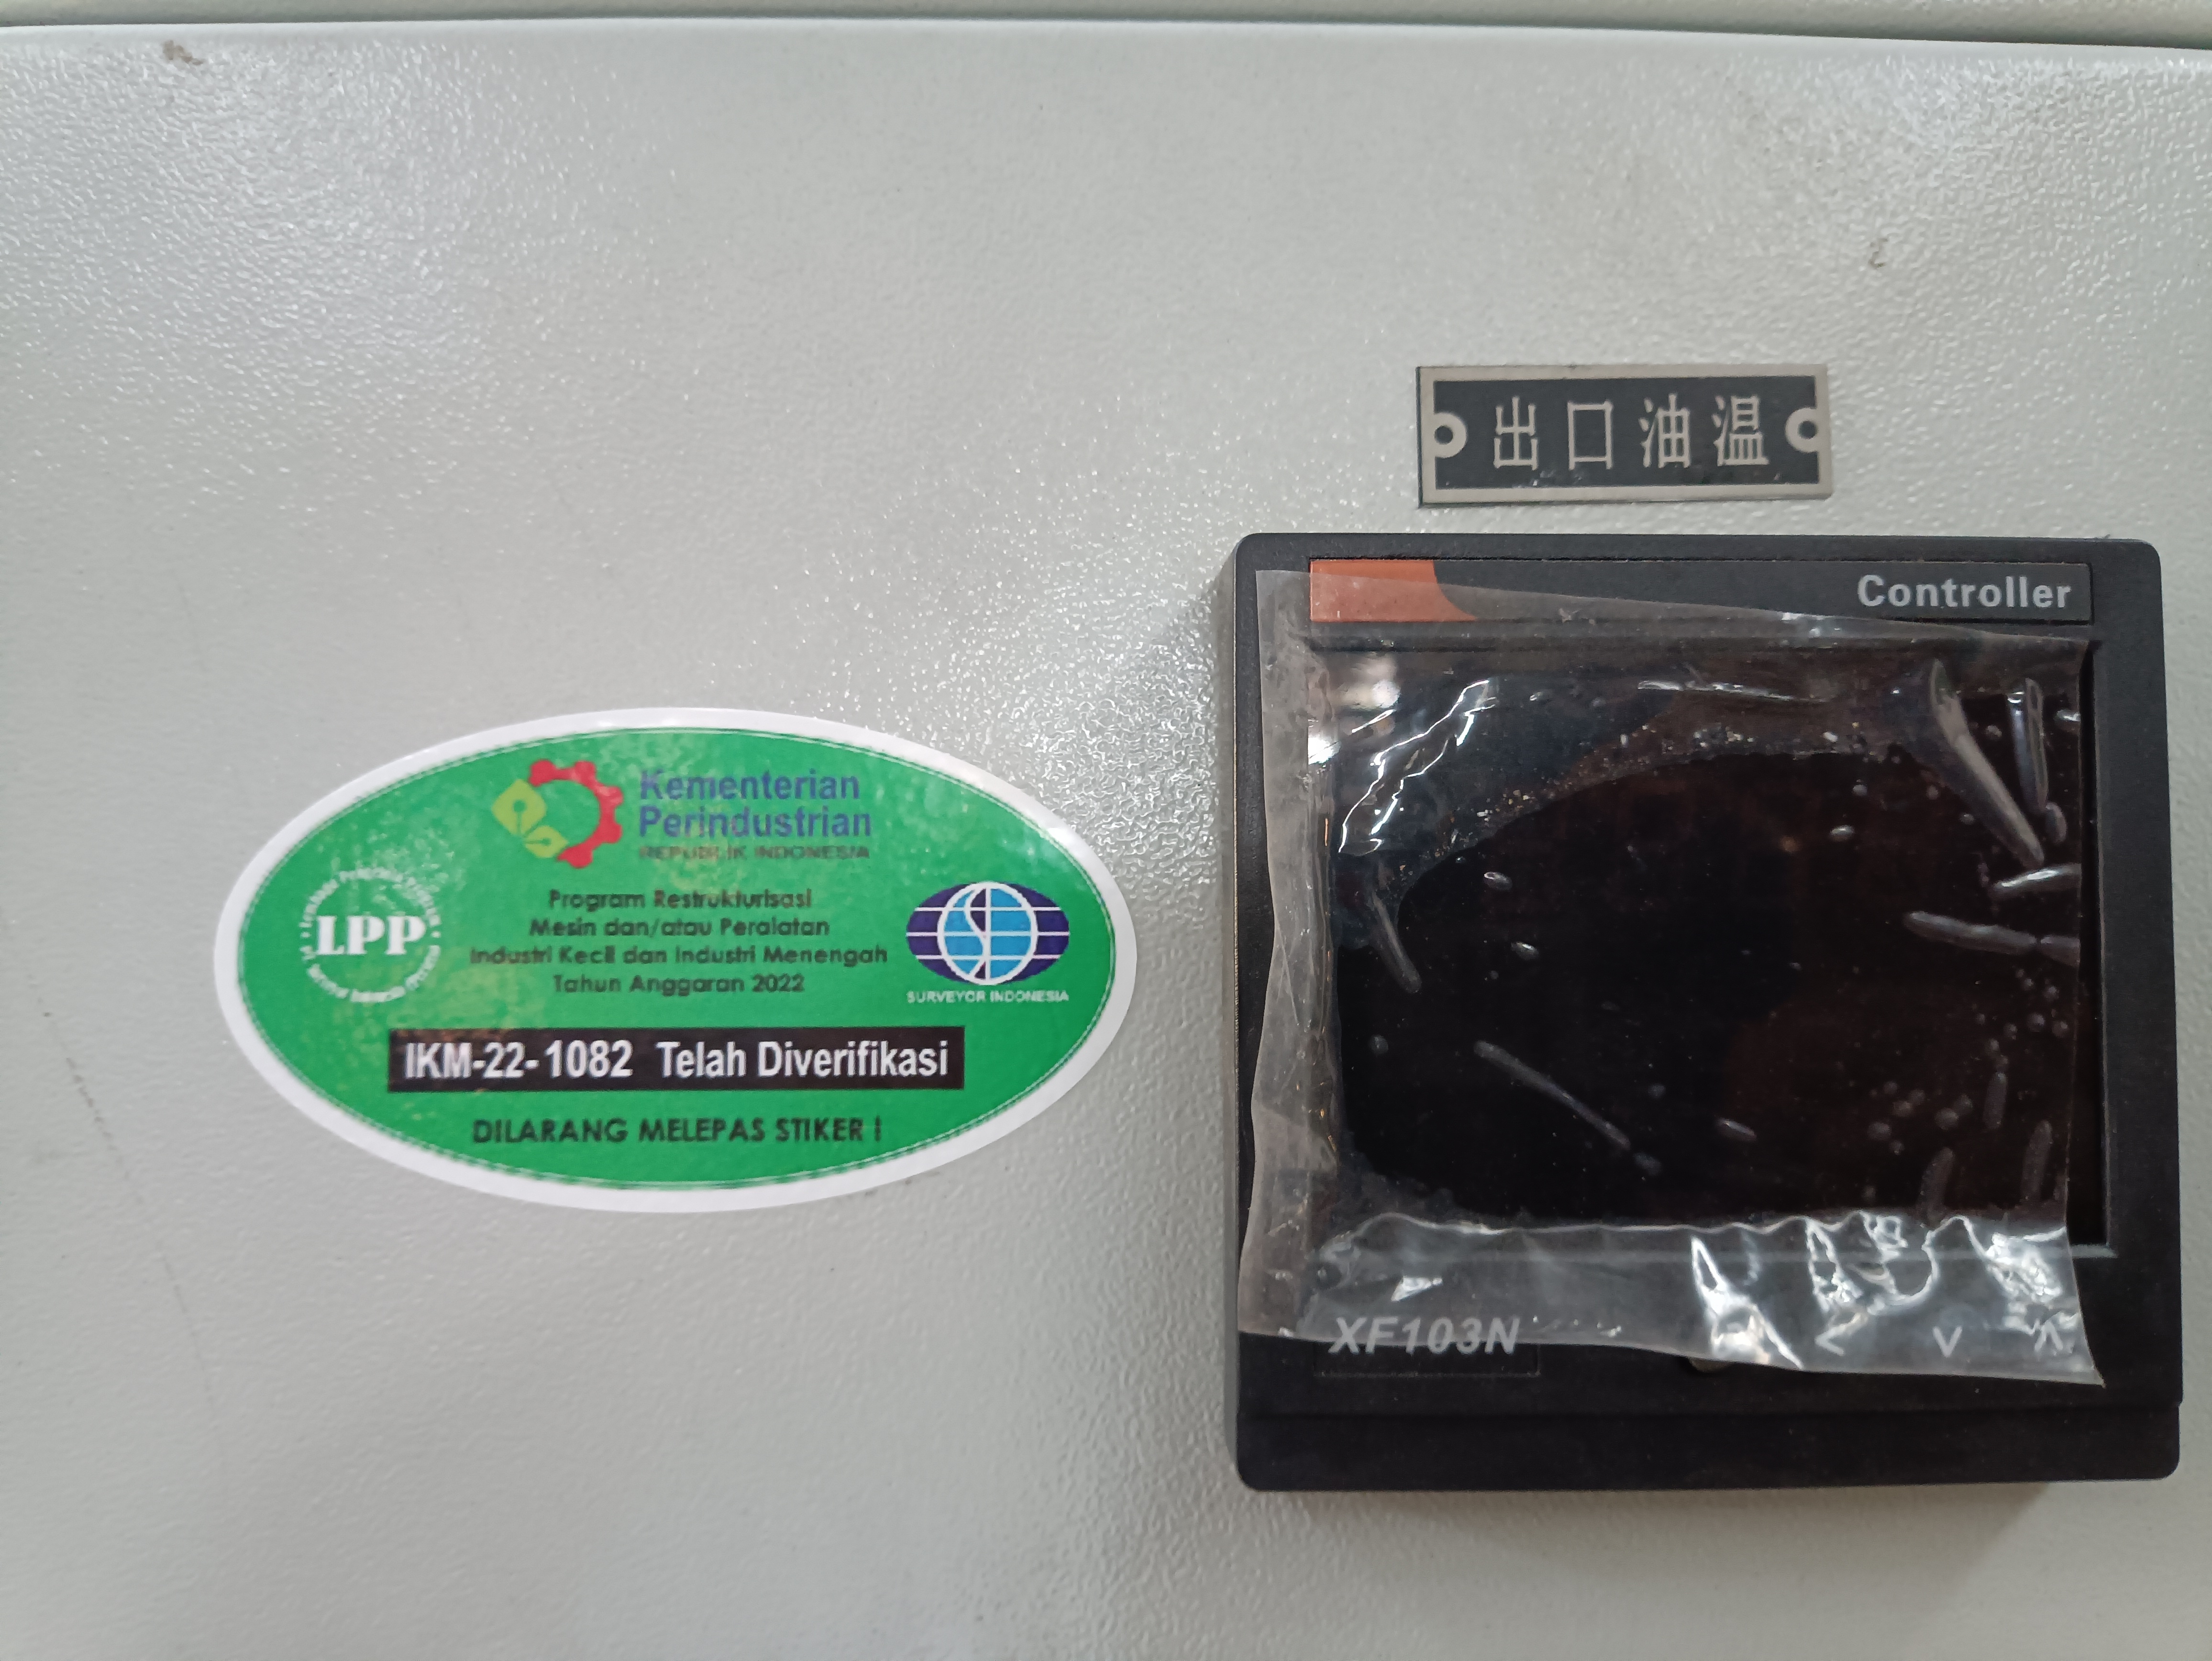 出口油温
Controller
XF103N
< ∨ ∧
Kementerian
Perindustrian
REPUBLIK INDONESIA
LPP
Program Restrukturisasi
Mesin dan/atau Peralatan
Industri Kecil dan Industri Menengah
Tahun Anggaran 2022
SURVEYOR INDONESIA
IKM-22-1082 Telah Diverifikasi
DILARANG MELEPAS STIKER !